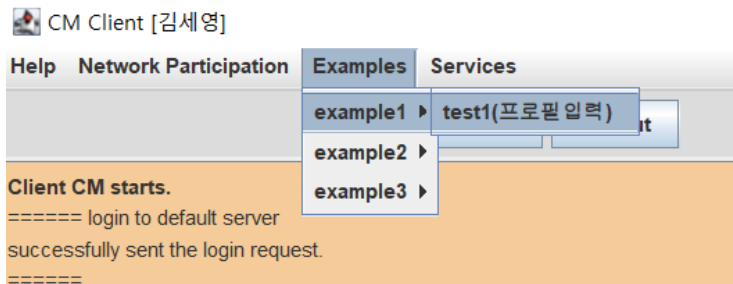 CM Client [김세영]
Help Network Participation Examples Services
example1 test1(프로필입력)
example2
example3
Client CM starts.
====== login to default server
successfully sent the login request.
======